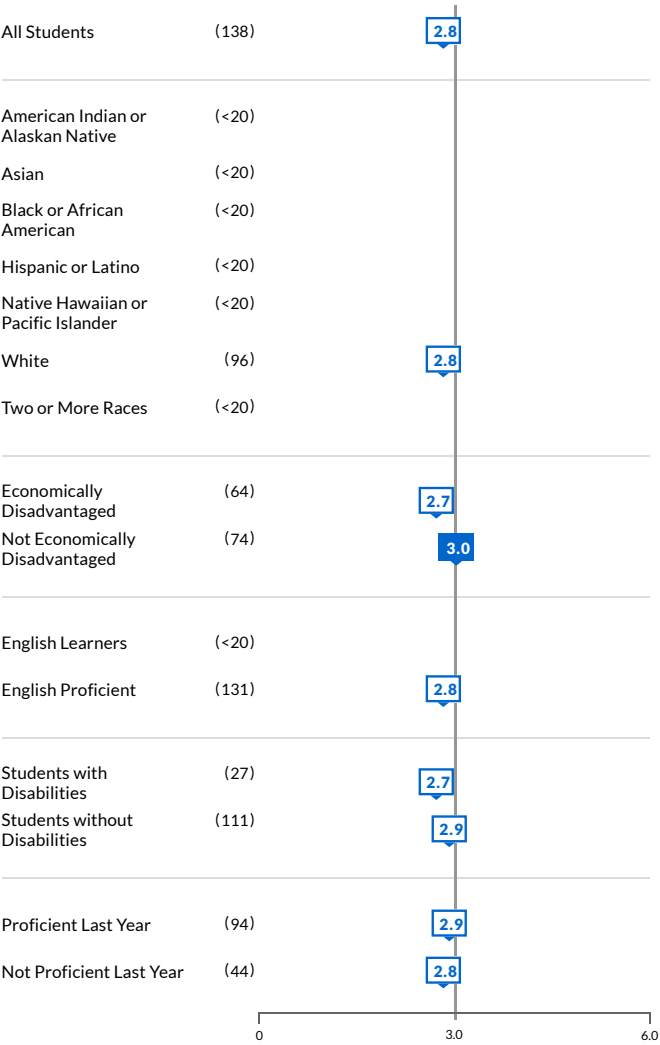 All Students (138) 2.8
American Indian or (<20)
Alaskan Native
Asian (<20)
Black or African (<20)
American
Hispanic or Latino (<20)
Native Hawaiian or (<20)
Pacific Islander
White (96) 2.8
Two or More Races (<20)
Economically (64) 2.7
Disadvantaged
Not Economically (74) 3.0
Disadvantaged
English Learners (<20)
English Proficient (131) 2.8
Students with (27) 2.7
Disabilities
Students without (111) 2.9
Disabilities
Proficient Last Year (94) 2.9
Not Proficient Last Year (44) 2.8
0 3.0 6.0